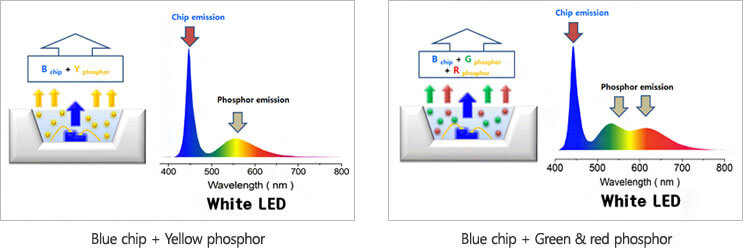 Chip emission
B chip + Y phosphor
Phosphor emission
400 500 600 700 800
Wavelength ( nm )
White LED
Blue chip + Yellow phosphor
Chip emission
B chip + G phosphor
+ R phosphor
Phosphor emission
400 500 600 700 800
Wavelength ( nm )
White LED
Blue chip + Green & red phosphor